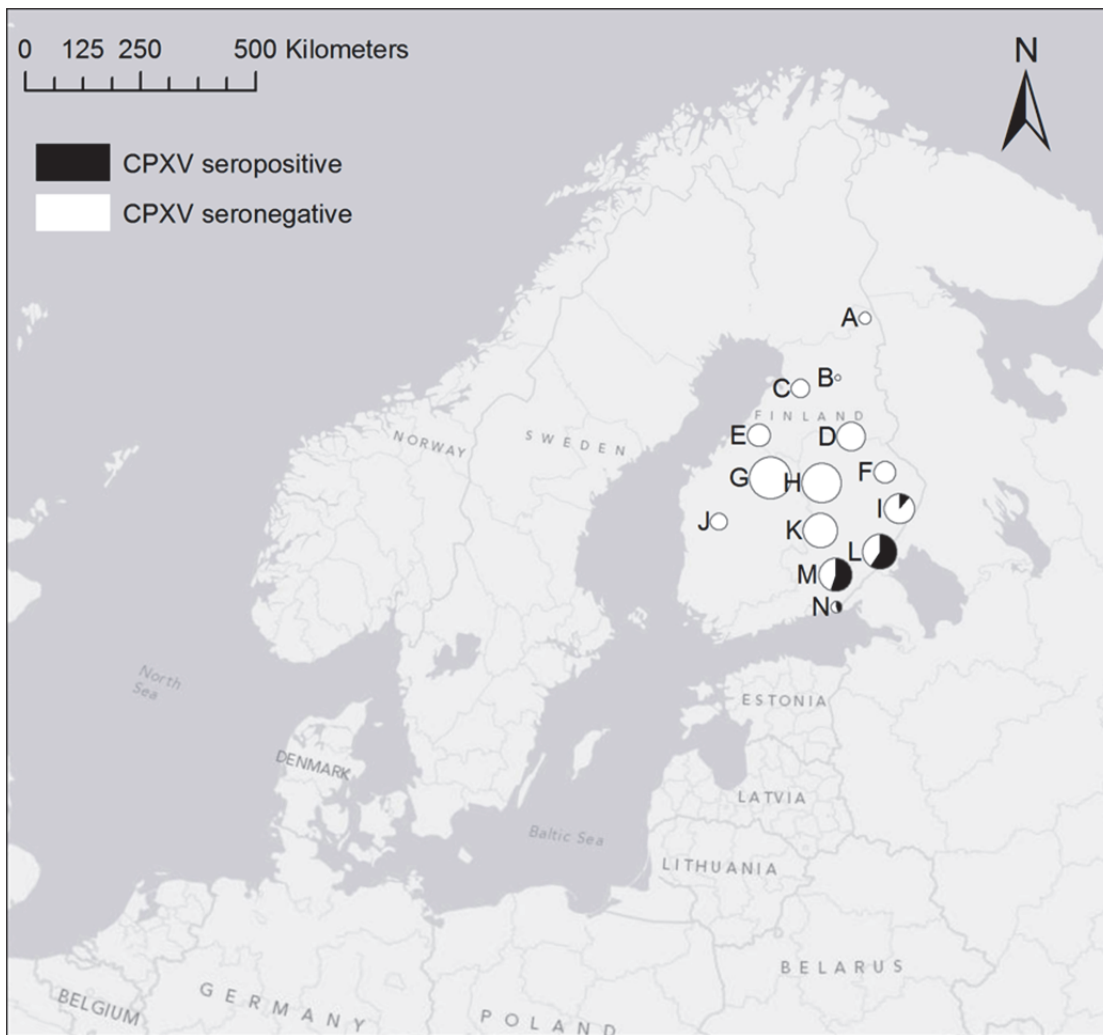 0 125 250 500 Kilometers
N
CPXV seropositive
CPXV seronegative
A
B
C
FINLAND
E
D
NORWAY
SWEDEN
G
H
F
I
J
K
L
M
N
North
Sea
ESTONIA
DENMARK
LATVIA
Baltic Sea
LITHUANIA
BELARUS
BELGIUM
GERMANY
POLAND